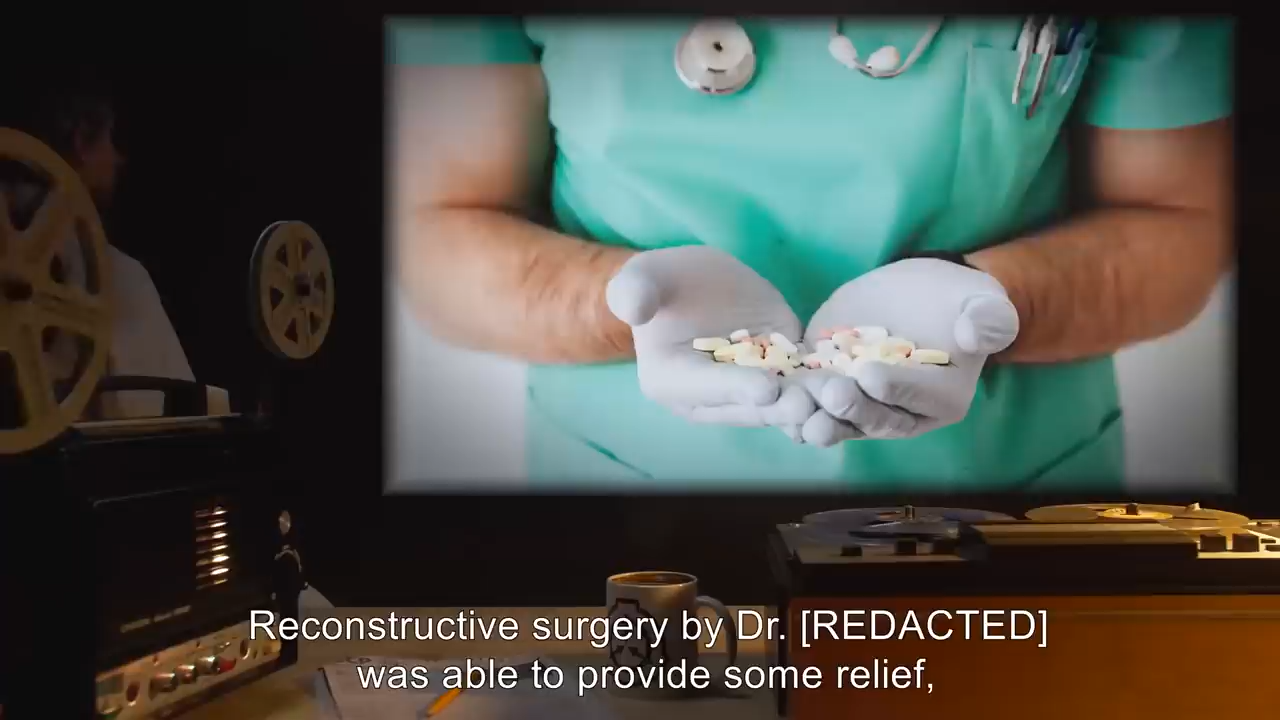 Reconstructive surgery by Dr. [REDACTED]
was able to provide some relief,